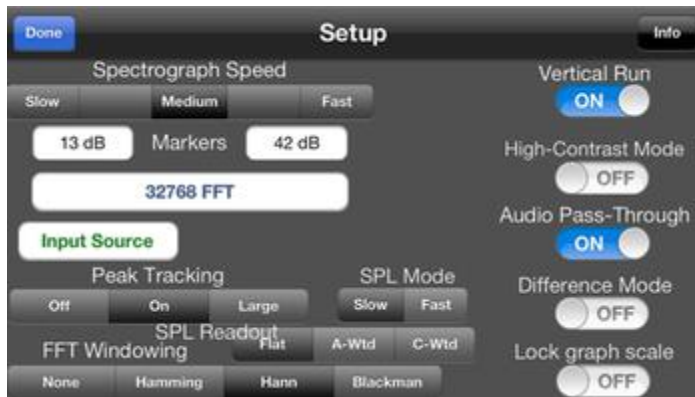 Done Setup Info
Spectrograph Speed
Slow Medium Fast
13 dB Markers 42 dB
32768 FFT
Input Source
Peak Tracking
Off On Large
SPL Mode
Slow Fast
SPL Readout
Flat A-Wtd C-Wtd
FFT Windowing
None Hamming Hann Blackman
Vertical Run
ON
High-Contrast Mode
OFF
Audio Pass-Through
ON
Difference Mode
OFF
Lock graph scale
OFF